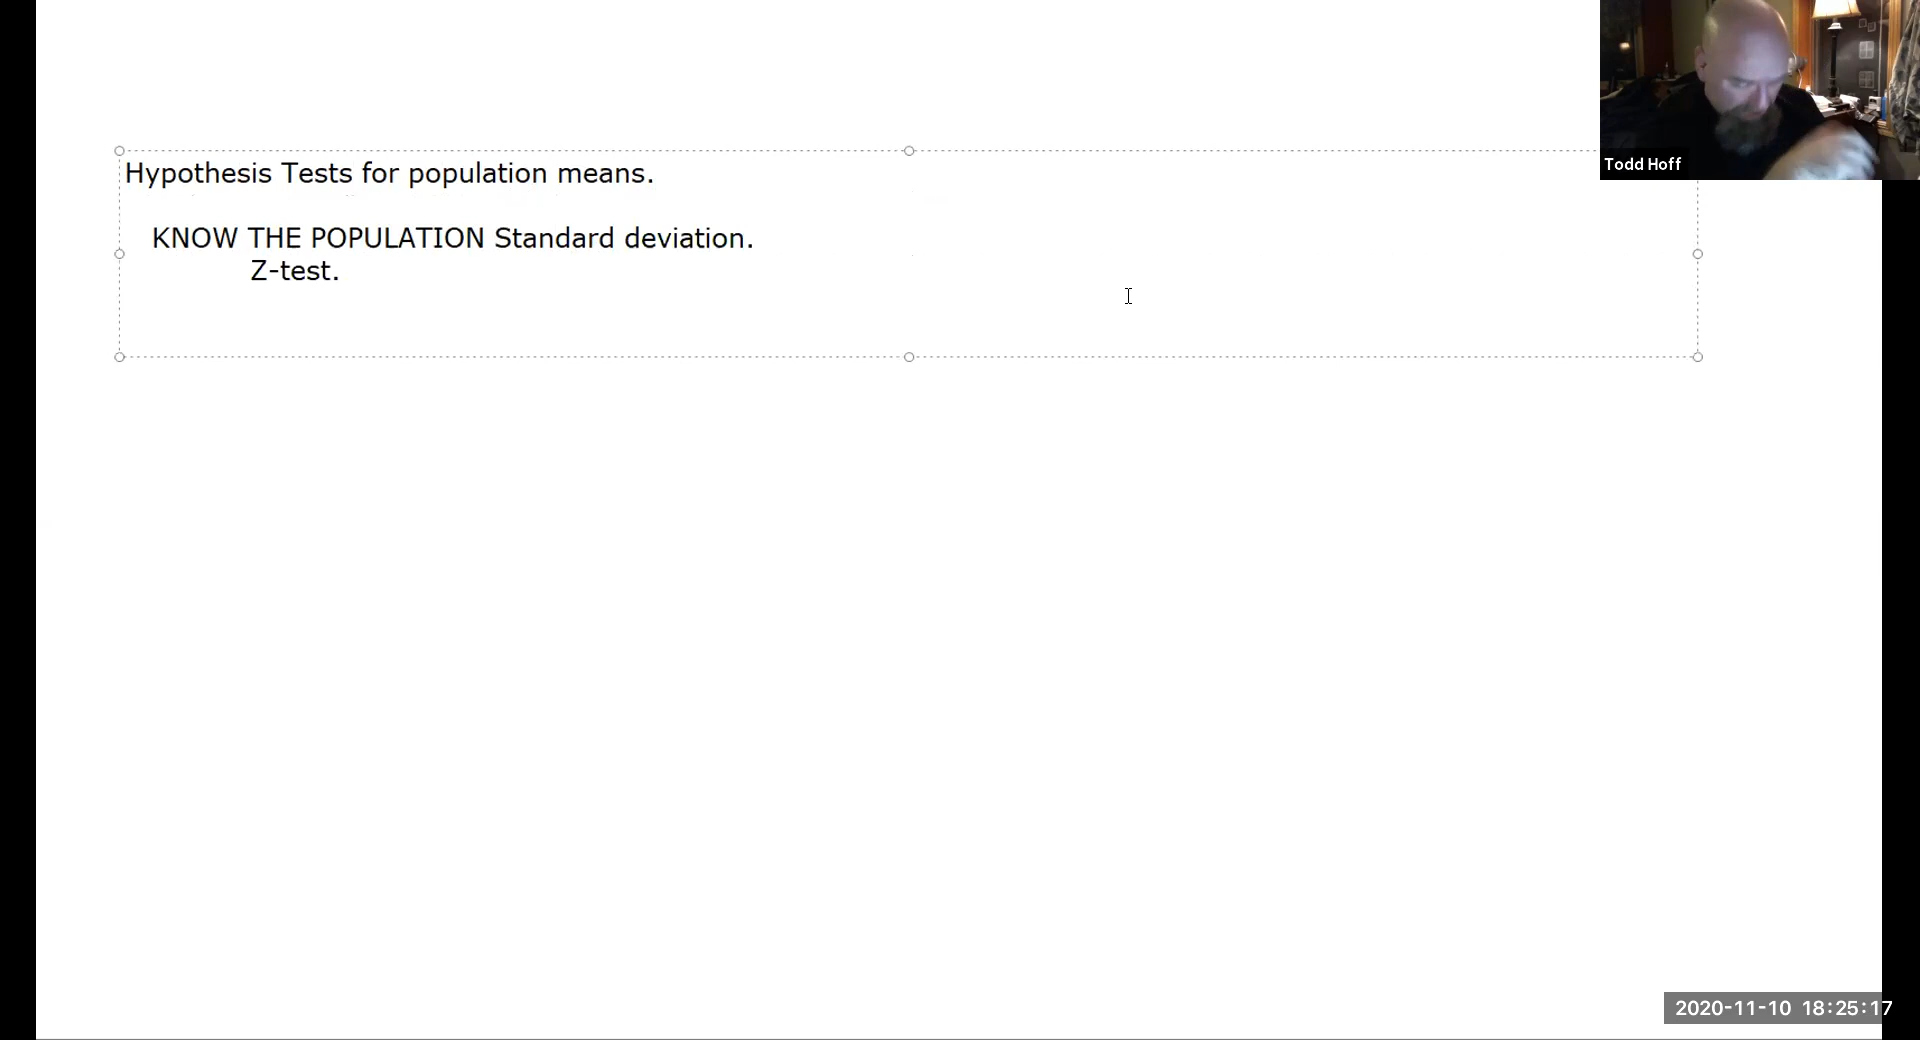 Hypothesis Tests for population means.
KNOW THE POPULATION Standard deviation.
Z-test.
Todd Hoff
2020-11-10 18:25:17